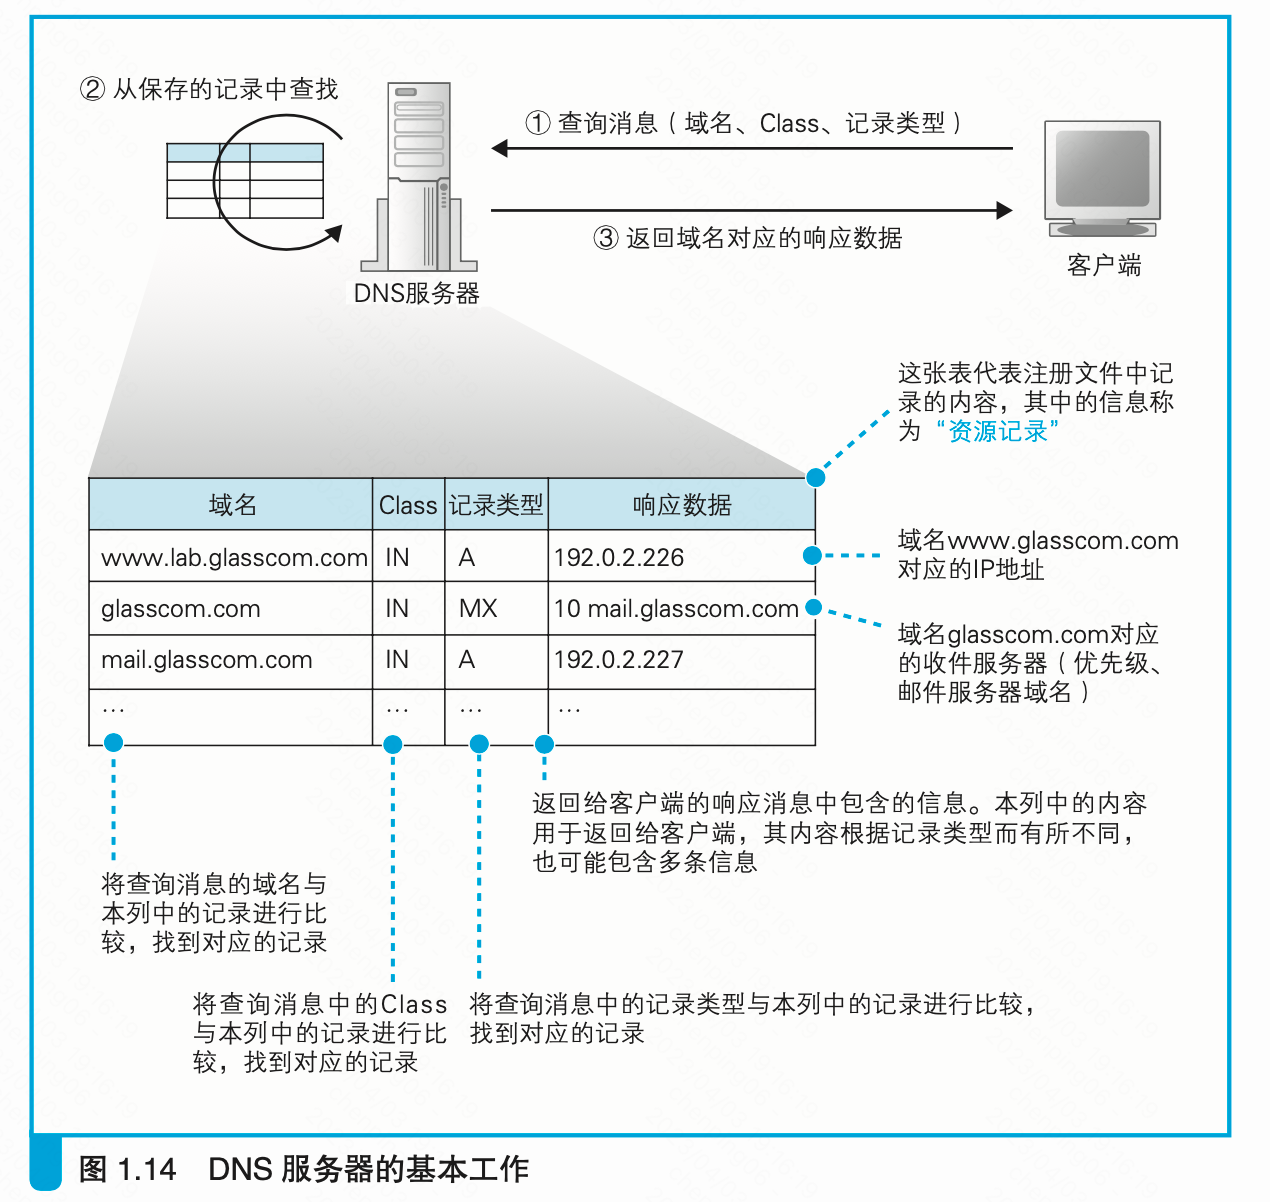 ② 从保存的记录中查找
① 查询消息（域名、Class、记录类型）
③ 返回域名对应的响应数据
客户端
DNS服务器
这张表代表注册文件中记
录的内容，其中的信息称
为“资源记录”
域名 Class 记录类型 响应数据
www.lab.glasscom.com IN A 192.0.2.226
glasscom.com IN MX 10 mail.glasscom.com
mail.glasscom.com IN A 192.0.2.227
… … … …
域名www.glasscom.com
对应的IP地址
域名glasscom.com对应
的收件服务器（优先级、
邮件服务器域名）
返回给客户端的响应消息中包含的信息。本列中的内容
用于返回给客户端，其内容根据记录类型而有所不同，
也可能包含多条信息
将查询消息的域名与
本列中的记录进行比
较，找到对应的记录
将查询消息中的Class
与本列中的记录进行比
较，找到对应的记录
将查询消息中的记录类型与本列中的记录进行比较，
找到对应的记录
图 1.14 DNS 服务器的基本工作